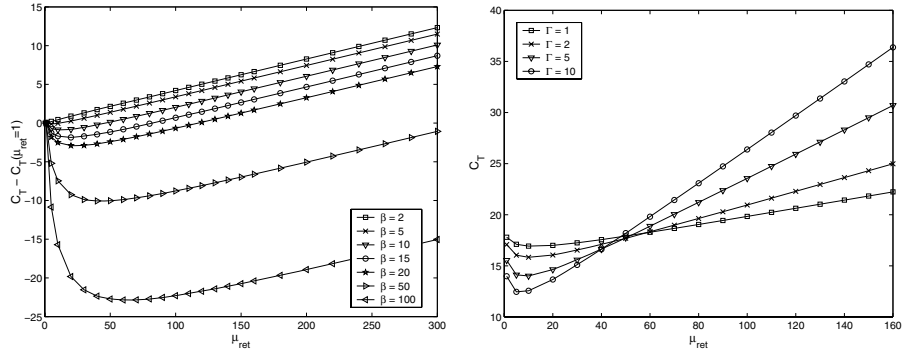 15
10
5
0
−5
−10
−15
−20
−25
C_T − C_T(μ_ret=1)
0 50 100 150 200 250 300
μ_ret
β = 2
β = 5
β = 10
β = 15
β = 20
β = 50
β = 100
40
35
30
25
20
15
10
C_T
0 20 40 60 80 100 120 140 160
μ_ret
Γ = 1
Γ = 2
Γ = 5
Γ = 10